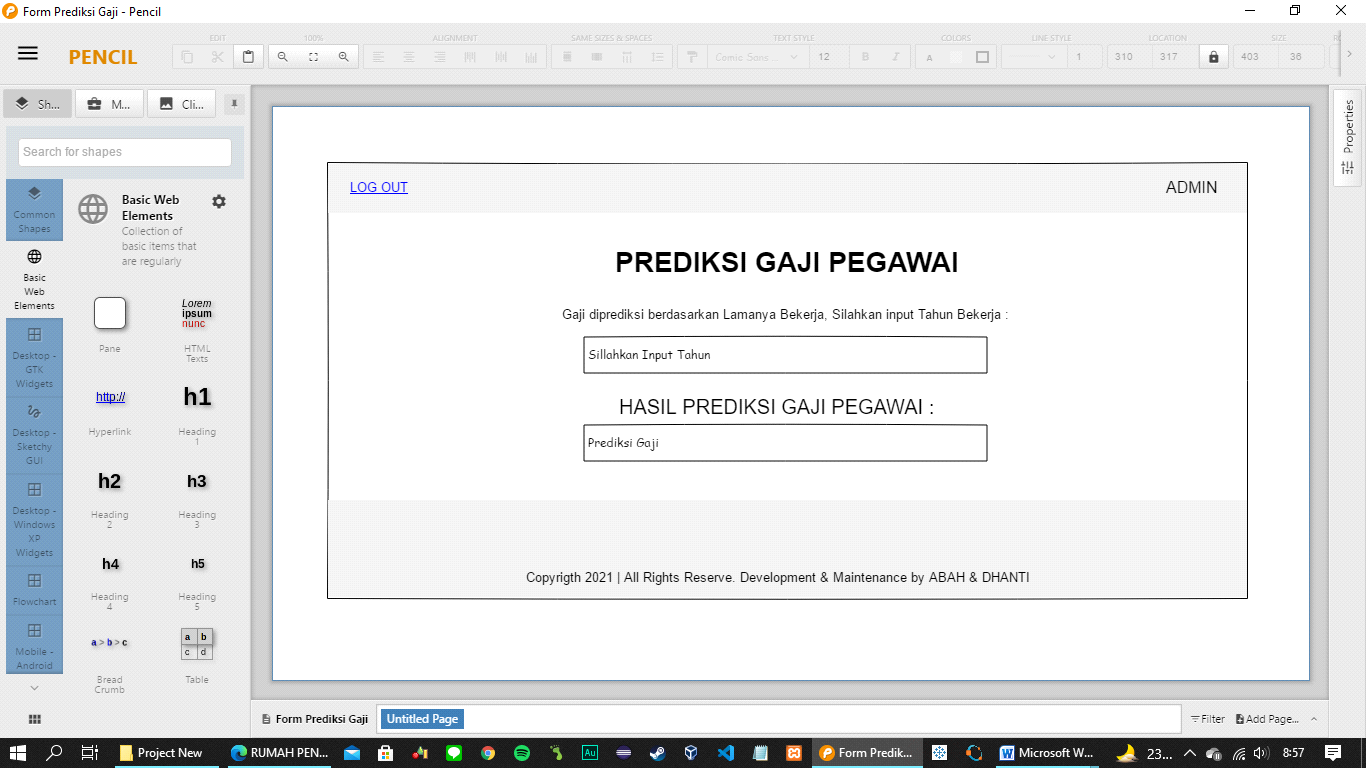 Form Prediksi Gaji - Pencil
PENCIL
EDIT
100%
ALIGNMENT
SAME SIZES & SPACES
TEXT STYLE
Comic Sans...
12
B
I
COLORS
A
LINE STYLE
1
LOCATION
310
317
SIZE
403
36
Sh...
M...
Cli...
Search for shapes
Common
Shapes
Basic
Web
Elements
Desktop -
GTK
Widgets
Desktop -
Sketchy
GUI
Desktop -
Windows
XP
Widgets
Flowchart
Mobile -
Android
Basic Web
Elements
Collection of
basic items that
are regularly
Pane
Lorem
ipsum
nunc
HTML
Texts
http://
Hyperlink
h1
Heading
1
h2
Heading
2
h3
Heading
3
h4
Heading
4
h5
Heading
5
a > b > c
Bread
Crumb
a b
c d
Table
LOG OUT
ADMIN
PREDIKSI GAJI PEGAWAI
Gaji diprediksi berdasarkan Lamanya Bekerja, Silahkan input Tahun Bekerja :
Sillahkan Input Tahun
HASIL PREDIKSI GAJI PEGAWAI :
Prediksi Gaji
Copyrigth 2021 | All Rights Reserve. Development & Maintenance by ABAH & DHANTI
Properties
Form Prediksi Gaji
Untitled Page
Filter
Add Page...
Project New
RUMAH PEN...
Au
Form Predik...
Microsoft W...
23...
8:57